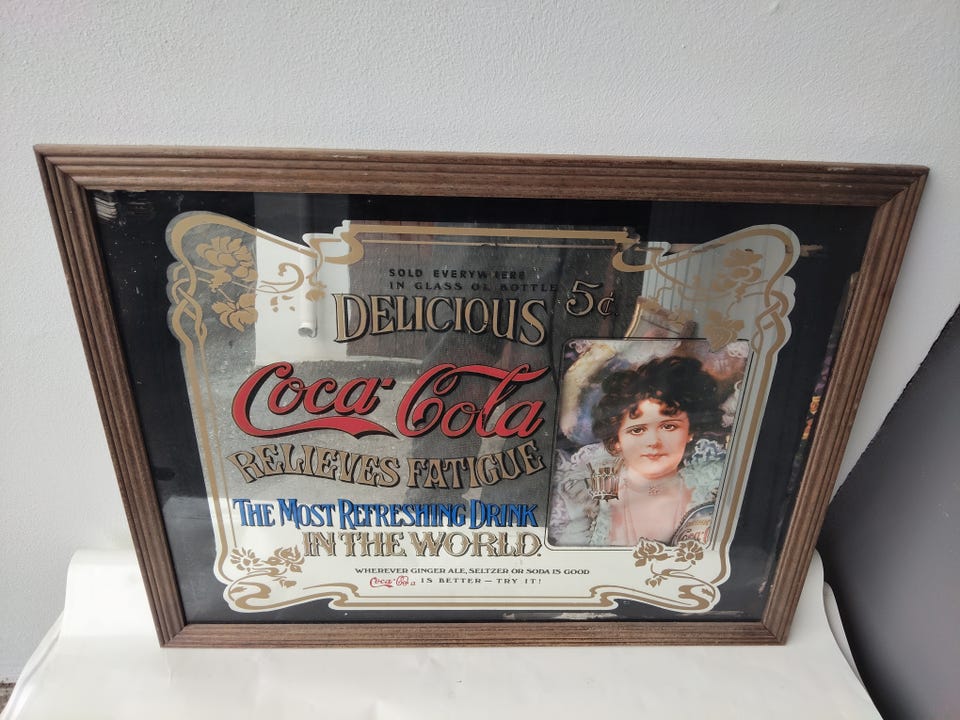 SOLD EVERYWHERE
IN GLASS OR BOTTLE 5¢
DELICIOUS
Coca-Cola
RELIEVES FATIGUE
THE MOST REFRESHING DRINK
IN THE WORLD.
WHEREVER GINGER ALE, SELTZER OR SODA IS GOOD
Coca-Cola IS BETTER — TRY IT!